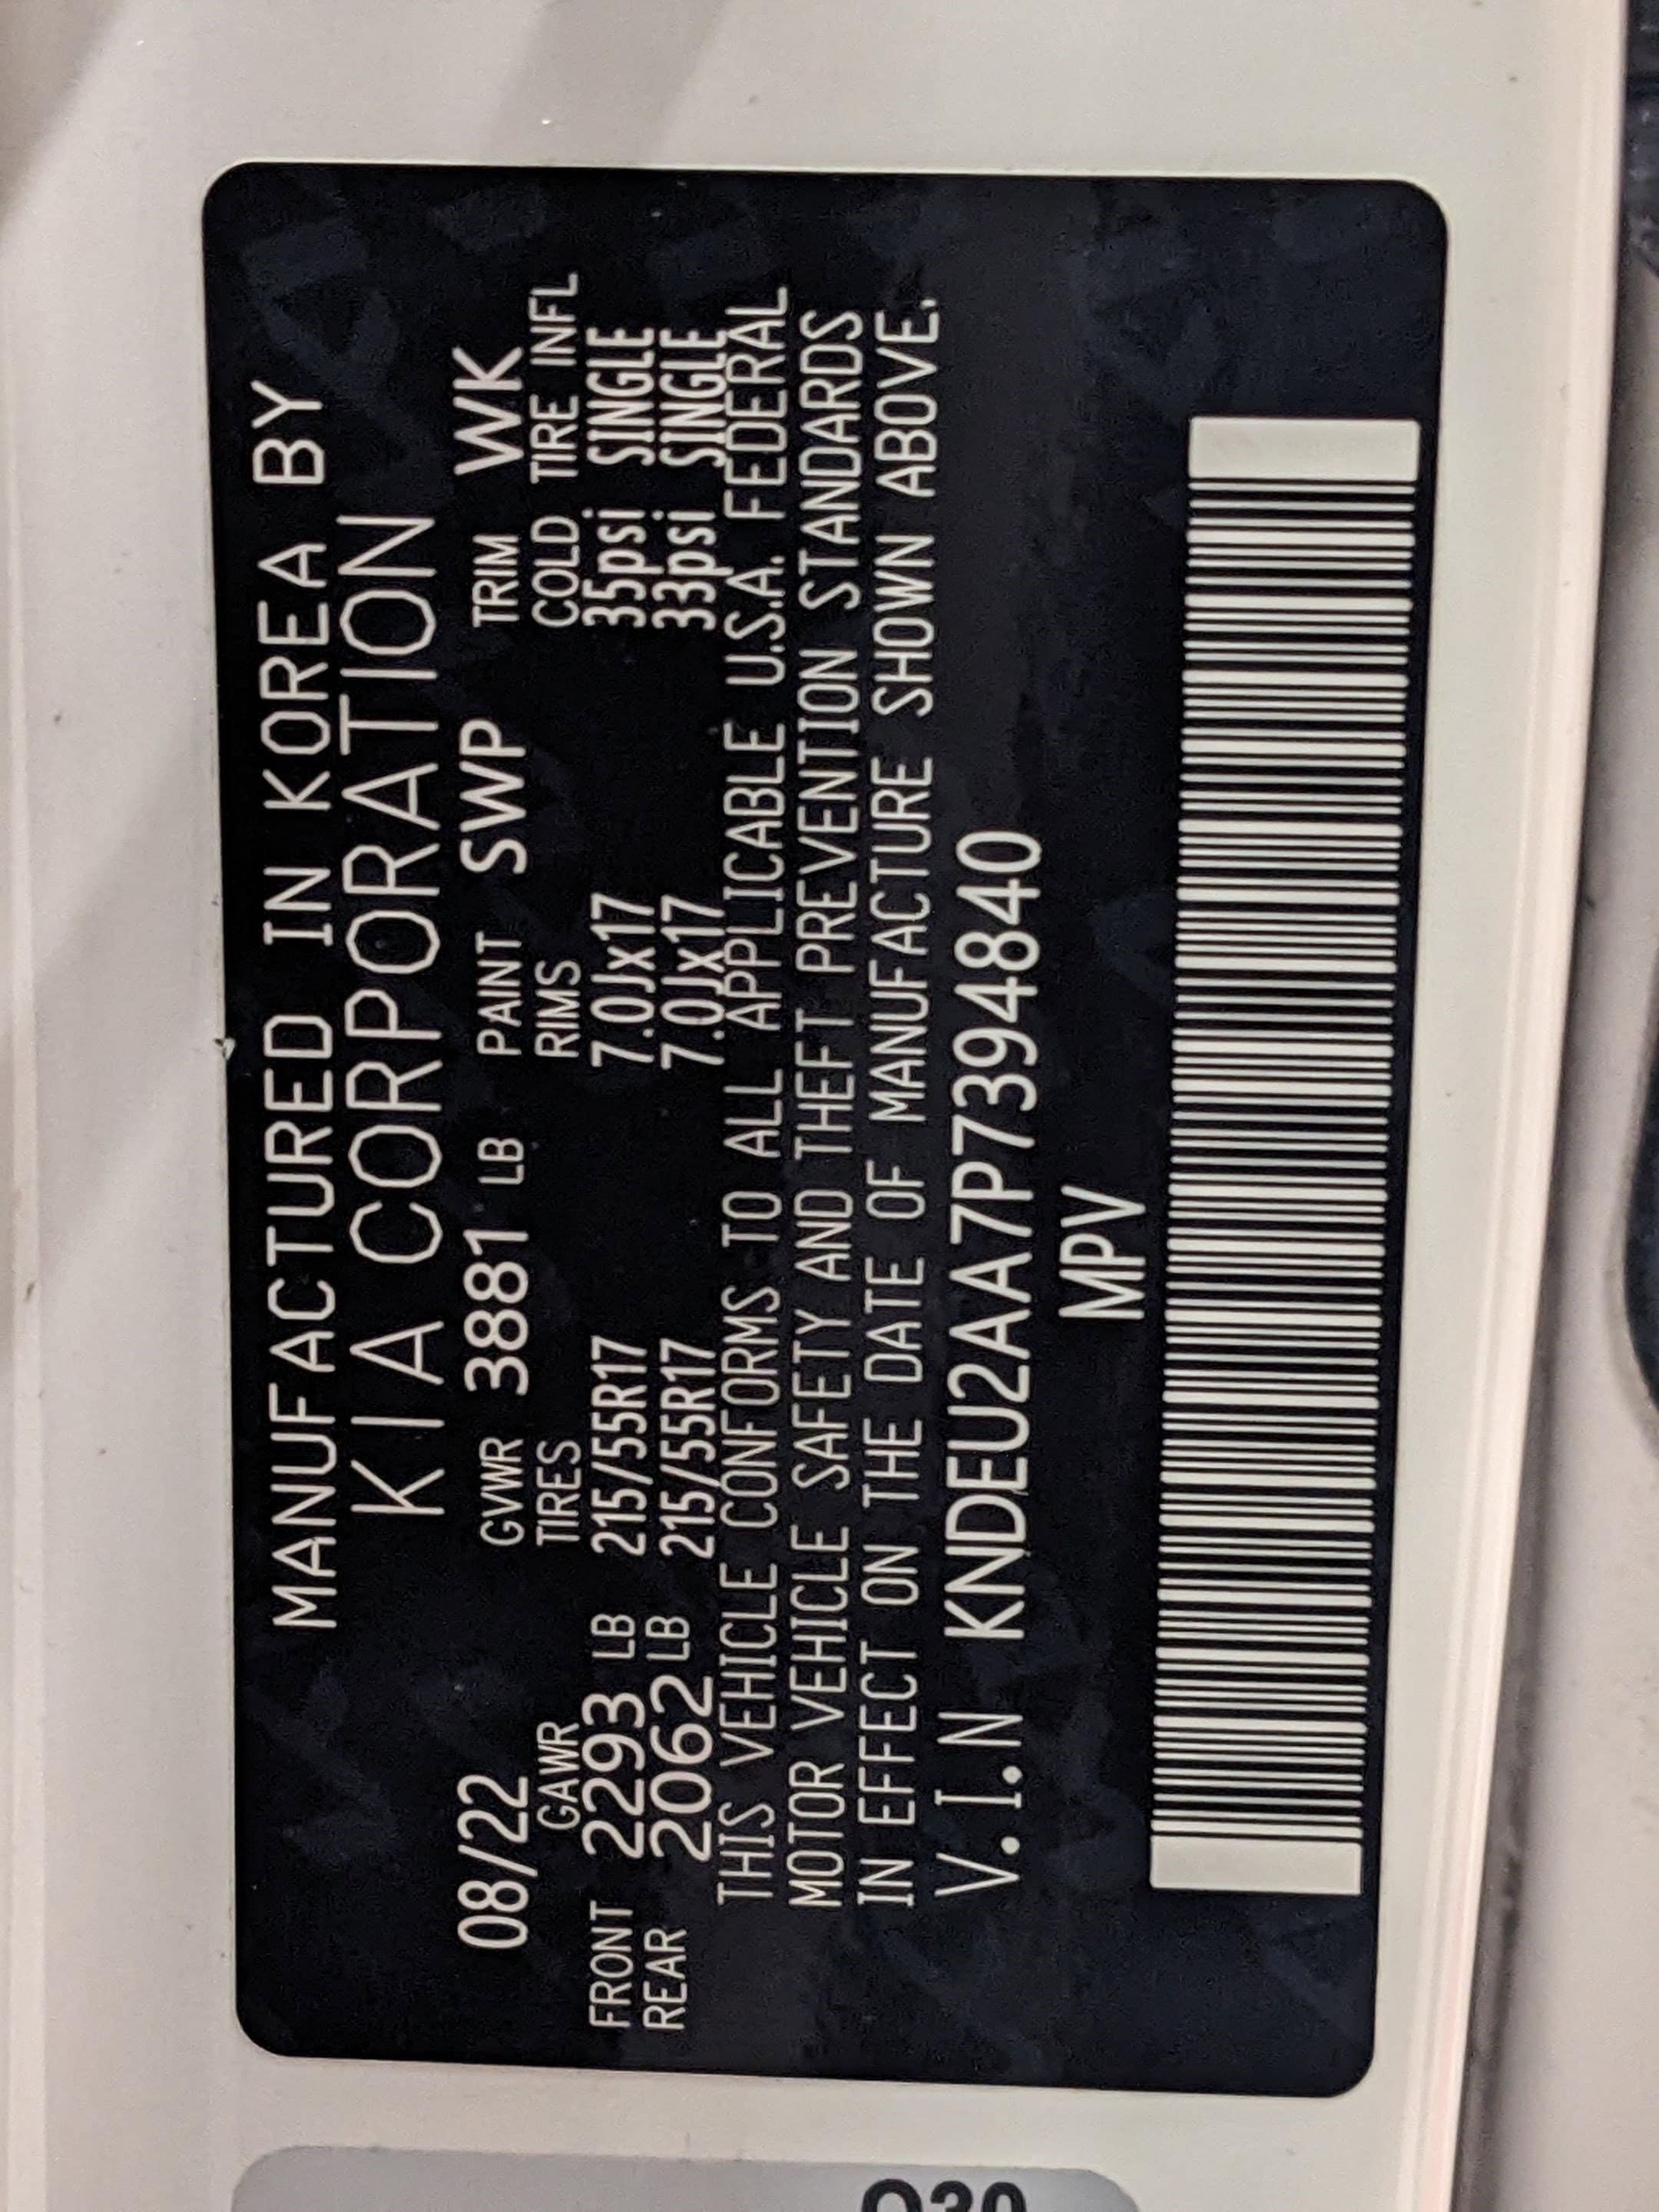 MANUFACTURED IN KOREA BY
KIA CORPORATION
08/22 GVWR 3881 LB PAINT SWP TRIM WK
GAWR TIRES RIMS COLD TIRE INFL
FRONT 2293 LB 215/55R17 7.0Jx17 35psi SINGLE
REAR 2062 LB 215/55R17 7.0Jx17 33psi SINGLE
THIS VEHICLE CONFORMS TO ALL APPLICABLE U.S.A. FEDERAL
MOTOR VEHICLE SAFETY AND THEFT PREVENTION STANDARDS
IN EFFECT ON THE DATE OF MANUFACTURE SHOWN ABOVE.
V.I.N KNDEU2AA7P7394840
MPV